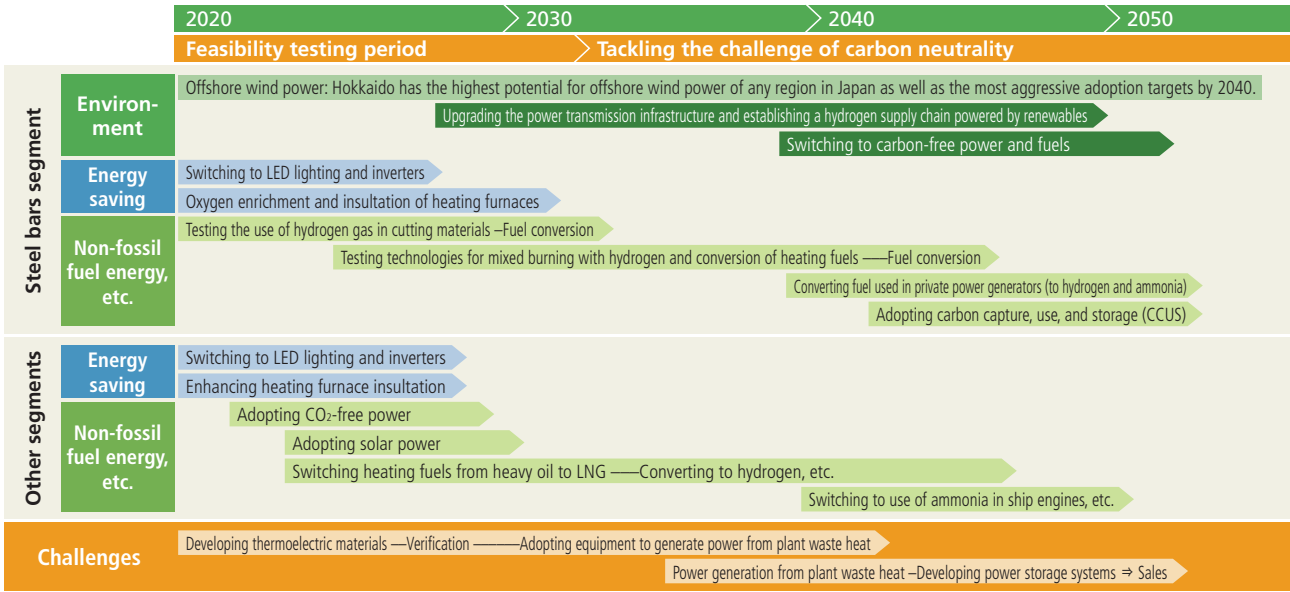 2020 2030 2040 2050
Feasibility testing period Tackling the challenge of carbon neutrality
Steel bars segment
Environ-
ment
Offshore wind power: Hokkaido has the highest potential for offshore wind power of any region in Japan as well as the most aggressive adoption targets by 2040.
Upgrading the power transmission infrastructure and establishing a hydrogen supply chain powered by renewables
Switching to carbon-free power and fuels
Energy
saving
Switching to LED lighting and inverters
Oxygen enrichment and insultation of heating furnaces
Non-fossil
fuel energy,
etc.
Testing the use of hydrogen gas in cutting materials –Fuel conversion
Testing technologies for mixed burning with hydrogen and conversion of heating fuels ——Fuel conversion
Converting fuel used in private power generators (to hydrogen and ammonia)
Adopting carbon capture, use, and storage (CCUS)
Other segments
Energy
saving
Switching to LED lighting and inverters
Enhancing heating furnace insultation
Non-fossil
fuel energy,
etc.
Adopting CO₂-free power
Adopting solar power
Switching heating fuels from heavy oil to LNG ——Converting to hydrogen, etc.
Switching to use of ammonia in ship engines, etc.
Challenges
Developing thermoelectric materials —Verification ———Adopting equipment to generate power from plant waste heat
Power generation from plant waste heat –Developing power storage systems ⇒ Sales